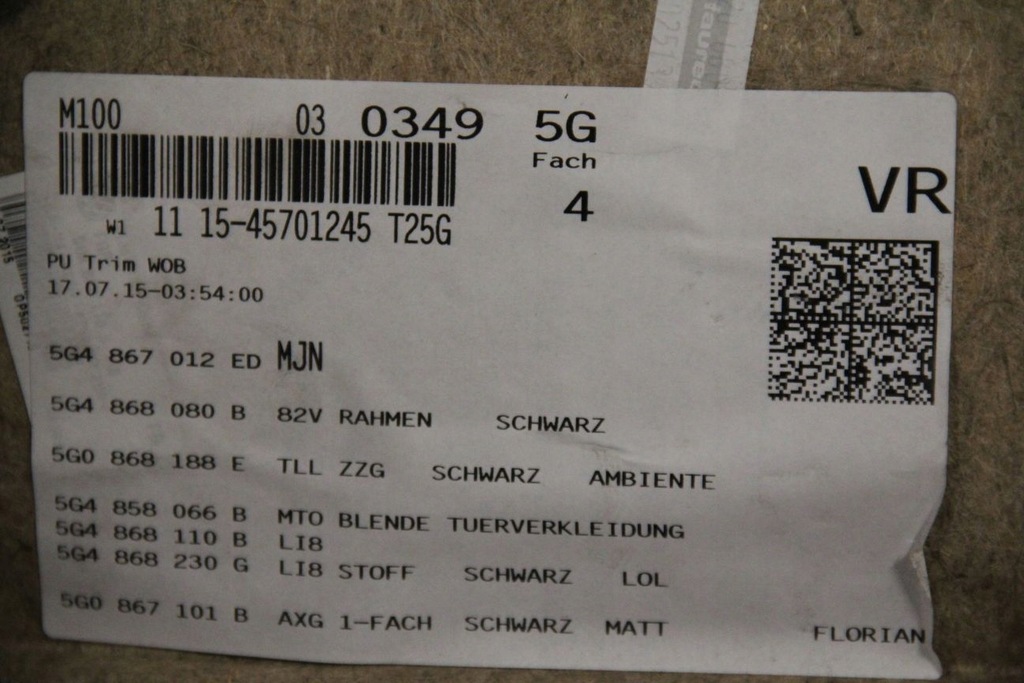 M100 03 0349 5G
Fach
4
VR
W1 11 15-45701245 T25G
PU Trim WOB
17.07.15-03:54:00
5G4 867 012 ED MJN
5G4 868 080 B 82V RAHMEN SCHWARZ
5G0 868 188 E TLL ZZG SCHWARZ AMBIENTE
5G4 858 066 B MTO BLENDE TUERVERKLEIDUNG
5G4 868 110 B LI8
5G4 868 230 G LI8 STOFF SCHWARZ LOL
5G0 867 101 B AXG 1-FACH SCHWARZ MATT
FLORIAN